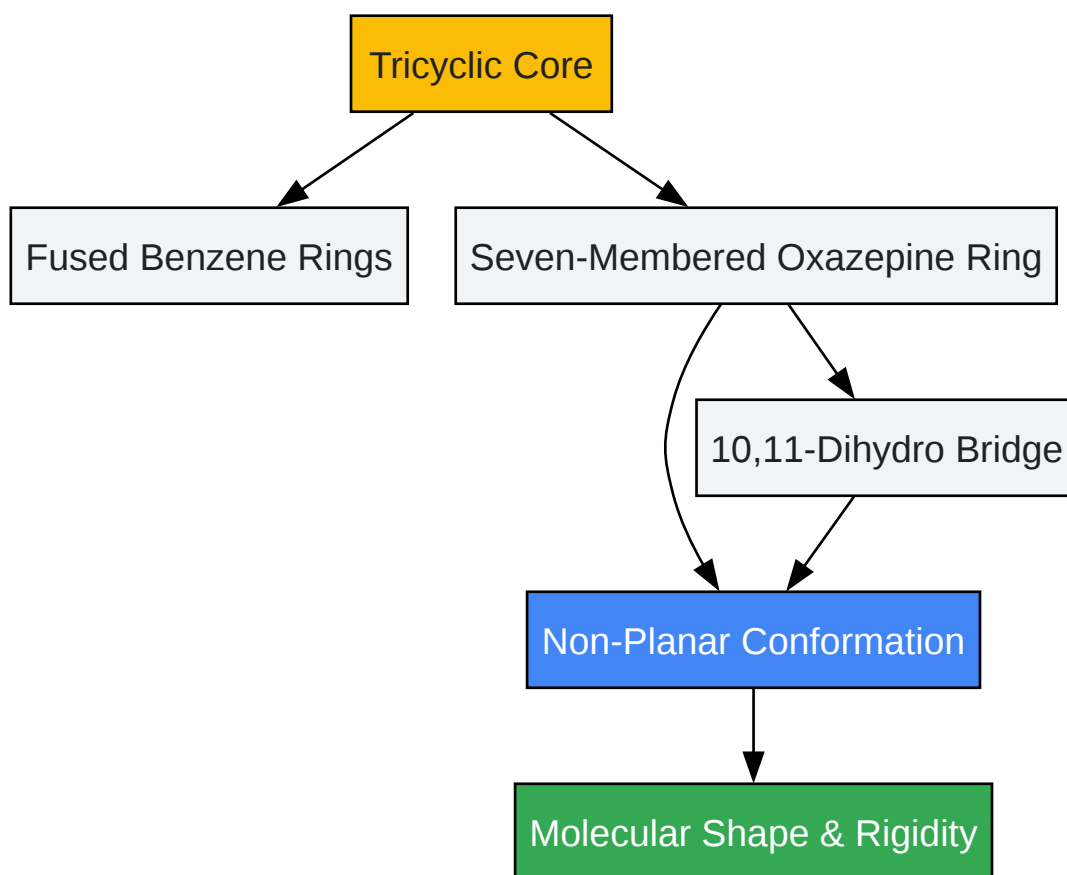 Tricyclic Core
Fused Benzene Rings
Seven-Membered Oxazepine Ring
10,11-Dihydro Bridge
Non-Planar Conformation
Molecular Shape & Rigidity